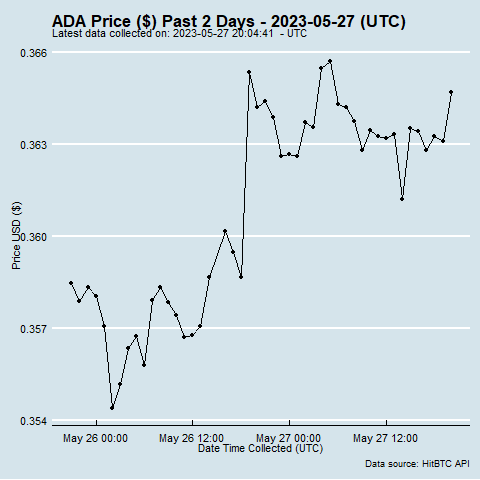 ADA Price ($) Past 2 Days - 2023-05-27 (UTC)
Latest data collected on: 2023-05-27 20:04:41  - UTC
0.366
0.363
0.360
0.357
0.354
Price USD ($)
May 26 00:00
May 26 12:00
May 27 00:00
May 27 12:00
Date Time Collected (UTC)
Data source: HitBTC API